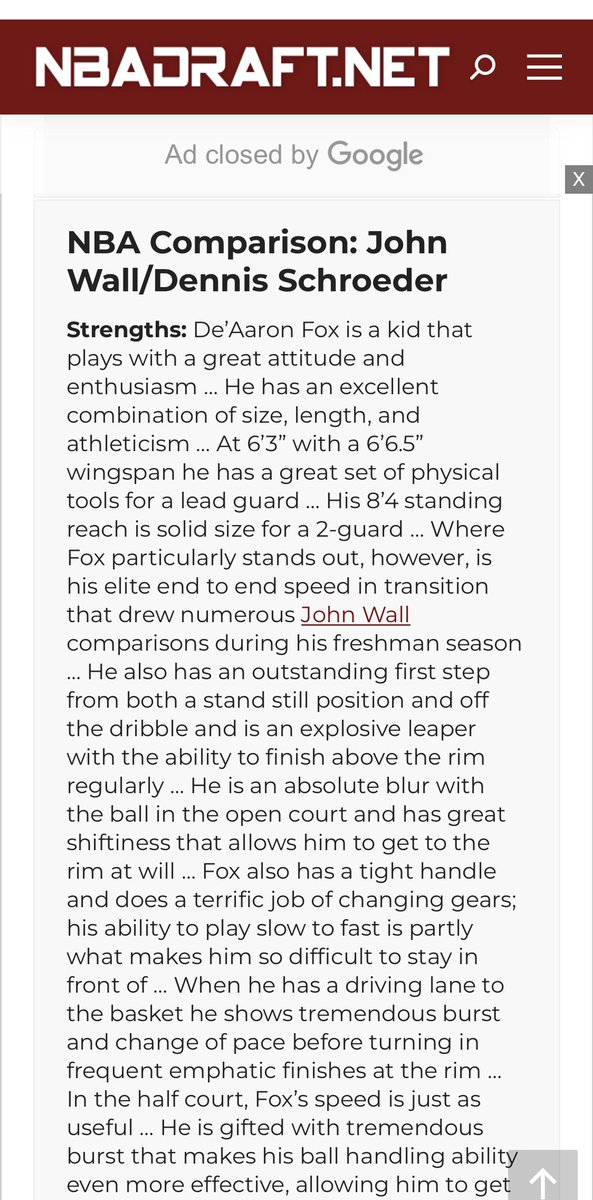 NBADRAFT.NET
Ad closed by Google
X
NBA Comparison: John
Wall/Dennis Schroeder
Strengths: De’Aaron Fox is a kid that
plays with a great attitude and
enthusiasm … He has an excellent
combination of size, length, and
athleticism … At 6’3” with a 6’6.5”
wingspan he has a great set of physical
tools for a lead guard … His 8’4 standing
reach is solid size for a 2-guard … Where
Fox particularly stands out, however, is
his elite end to end speed in transition
that drew numerous John Wall
comparisons during his freshman season
… He also has an outstanding first step
from both a stand still position and off
the dribble and is an explosive leaper
with the ability to finish above the rim
regularly … He is an absolute blur with
the ball in the open court and has great
shiftiness that allows him to get to the
rim at will … Fox also has a tight handle
and does a terrific job of changing gears;
his ability to play slow to fast is partly
what makes him so difficult to stay in
front of … When he has a driving lane to
the basket he shows tremendous burst
and change of pace before turning in
frequent emphatic finishes at the rim …
In the half court, Fox’s speed is just as
useful … He is gifted with tremendous
burst that makes his ball handling ability
even more effective, allowing him to get